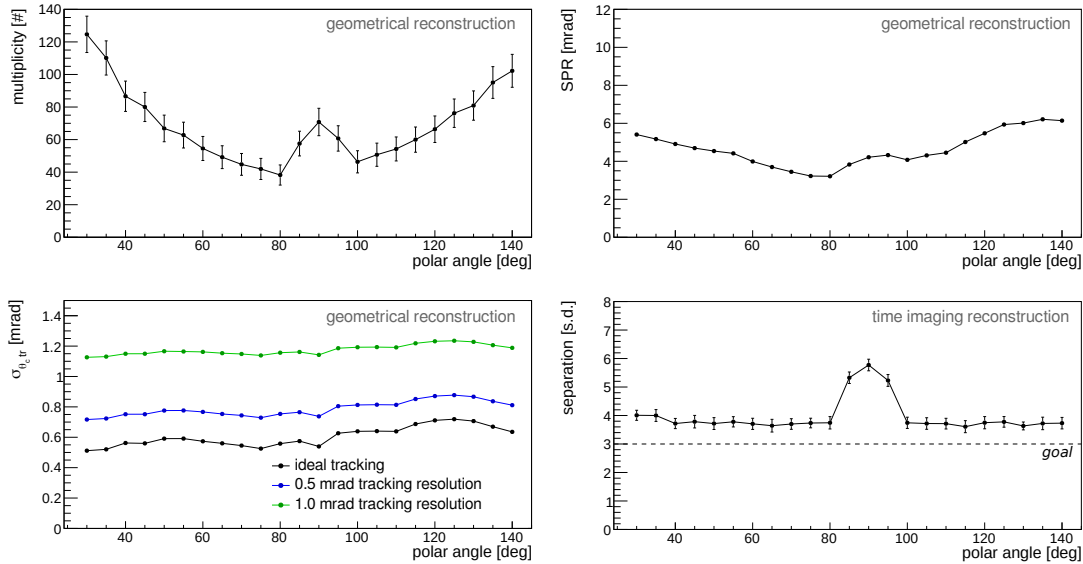 geometrical reconstruction
multiplicity [#]
140
120
100
80
60
40
20
0
40 60 80 100 120 140
polar angle [deg]
geometrical reconstruction
SPR [mrad]
12
10
8
6
4
2
0
40 60 80 100 120 140
polar angle [deg]
geometrical reconstruction
σθc tr [mrad]
1.4
1.2
1
0.8
0.6
0.4
0.2
0
ideal tracking
0.5 mrad tracking resolution
1.0 mrad tracking resolution
40 60 80 100 120 140
polar angle [deg]
time imaging reconstruction
separation [s.d.]
8
7
6
5
4
3
2
1
0
goal
40 60 80 100 120 140
polar angle [deg]